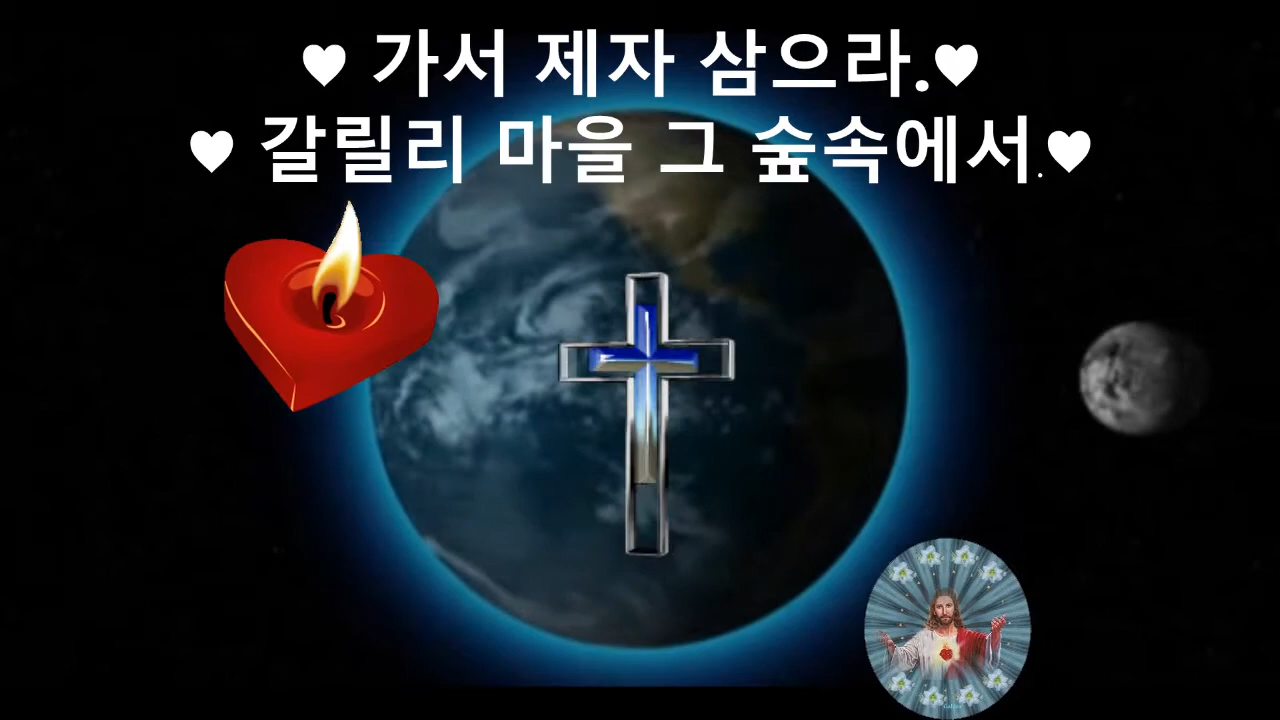 ♥ 가서 제자 삼으라.♥
♥ 갈릴리 마을 그 숲속에서.♥